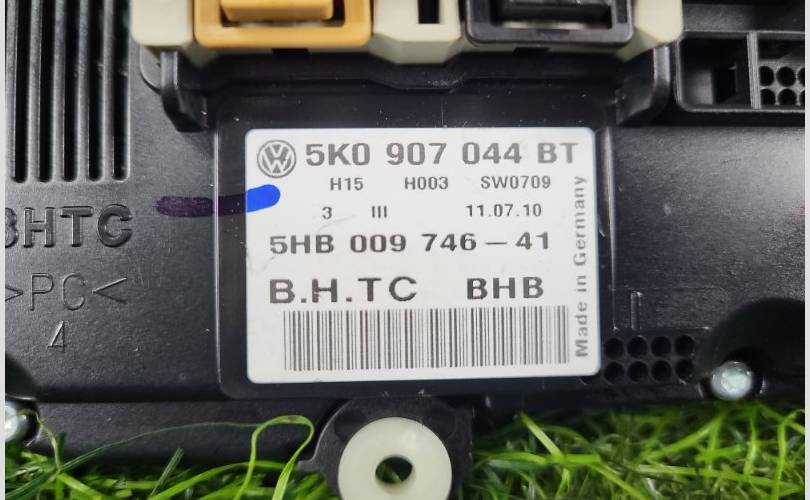 5K0 907 044 BT
H15 H003 SW0709
3 III 11.07.10
5HB 009 746-41
B.H.TC BHB
Made in Germany
BHTC
>PC<
4